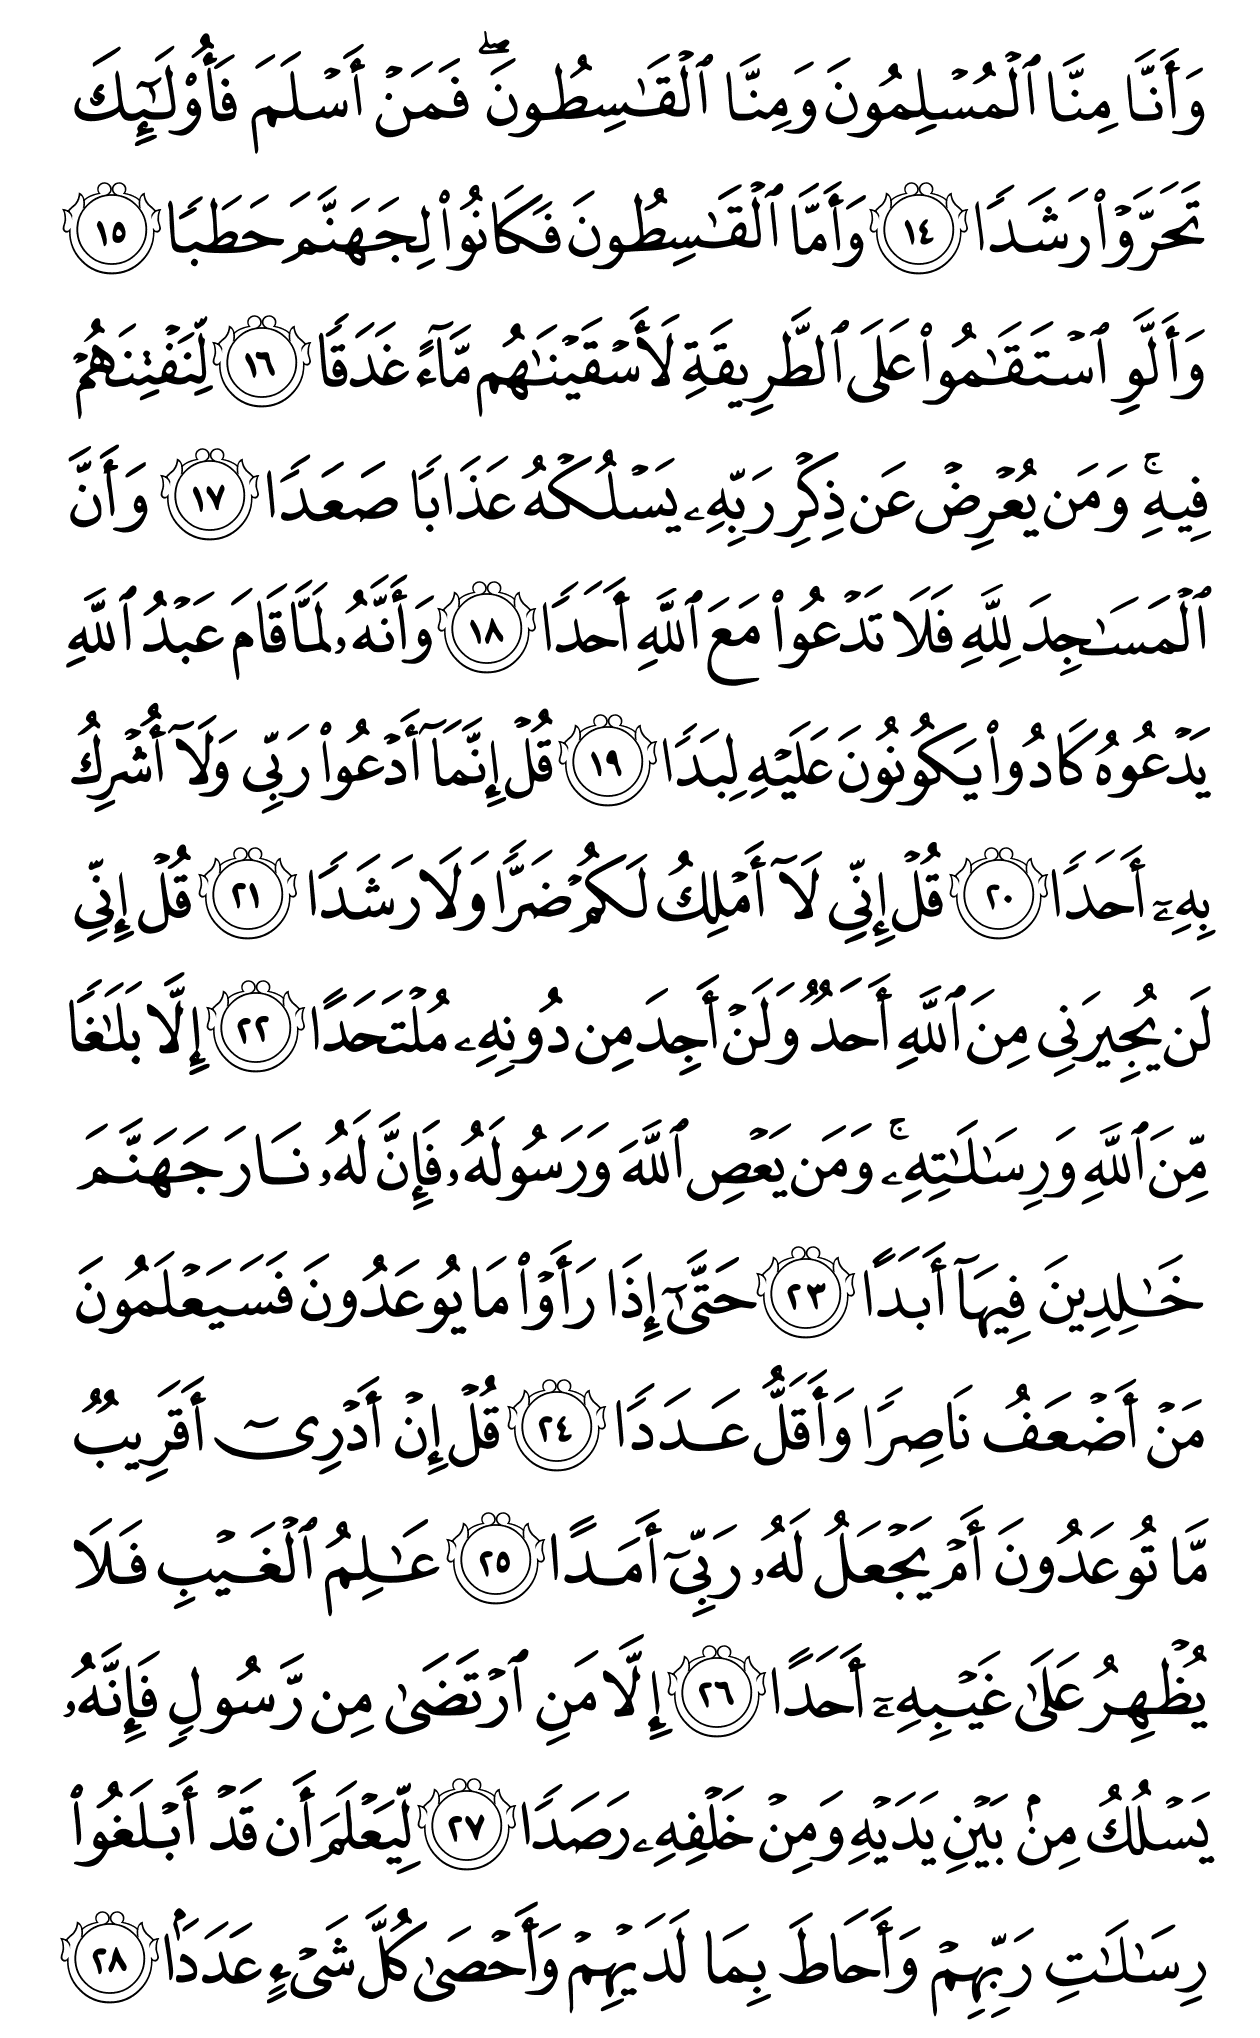 وَأَنَّا مِنَّا ٱلۡمُسۡلِمُونَ وَمِنَّا ٱلۡقَٰسِطُونَۖ فَمَنۡ أَسۡلَمَ فَأُوْلَٰٓئِكَ
تَحَرَّوۡاْ رَشَدٗا ١٤ وَأَمَّا ٱلۡقَٰسِطُونَ فَكَانُواْ لِجَهَنَّمَ حَطَبٗا ١٥
وَأَلَّوِ ٱسۡتَقَٰمُواْ عَلَى ٱلطَّرِيقَةِ لَأَسۡقَيۡنَٰهُم مَّآءً غَدَقٗا ١٦ لِّنَفۡتِنَهُمۡ
فِيهِۚ وَمَن يُعۡرِضۡ عَن ذِكۡرِ رَبِّهِۦ يَسۡلُكۡهُ عَذَابٗا صَعَدٗا ١٧ وَأَنَّ
ٱلۡمَسَٰجِدَ لِلَّهِ فَلَا تَدۡعُواْ مَعَ ٱللَّهِ أَحَدٗا ١٨ وَأَنَّهُۥ لَمَّا قَامَ عَبۡدُ ٱللَّهِ
يَدۡعُوهُ كَادُواْ يَكُونُونَ عَلَيۡهِ لِبَدٗا ١٩ قُلۡ إِنَّمَآ أَدۡعُواْ رَبِّي وَلَآ أُشۡرِكُ
بِهِۦٓ أَحَدٗا ٢٠ قُلۡ إِنِّي لَآ أَمۡلِكُ لَكُمۡ ضَرّٗا وَلَا رَشَدٗا ٢١ قُلۡ إِنِّي
لَن يُجِيرَنِي مِنَ ٱللَّهِ أَحَدٞ وَلَنۡ أَجِدَ مِن دُونِهِۦ مُلۡتَحَدًا ٢٢ إِلَّا بَلَٰغٗا
مِّنَ ٱللَّهِ وَرِسَٰلَٰتِهِۦۚ وَمَن يَعۡصِ ٱللَّهَ وَرَسُولَهُۥ فَإِنَّ لَهُۥ نَارَ جَهَنَّمَ
خَٰلِدِينَ فِيهَآ أَبَدًا ٢٣ حَتَّىٰٓ إِذَا رَأَوۡاْ مَا يُوعَدُونَ فَسَيَعۡلَمُونَ
مَنۡ أَضۡعَفُ نَاصِرٗا وَأَقَلُّ عَدَدٗا ٢٤ قُلۡ إِنۡ أَدۡرِيٓ أَقَرِيبٞ
مَّا تُوعَدُونَ أَمۡ يَجۡعَلُ لَهُۥ رَبِّيٓ أَمَدًا ٢٥ عَٰلِمُ ٱلۡغَيۡبِ فَلَا
يُظۡهِرُ عَلَىٰ غَيۡبِهِۦٓ أَحَدًا ٢٦ إِلَّا مَنِ ٱرۡتَضَىٰ مِن رَّسُولٖ فَإِنَّهُۥ
يَسۡلُكُ مِنۢ بَيۡنِ يَدَيۡهِ وَمِنۡ خَلۡفِهِۦ رَصَدٗا ٢٧ لِّيَعۡلَمَ أَن قَدۡ أَبۡلَغُواْ
رِسَٰلَٰتِ رَبِّهِمۡ وَأَحَاطَ بِمَا لَدَيۡهِمۡ وَأَحۡصَىٰ كُلَّ شَيۡءٍ عَدَدَۢا ٢٨